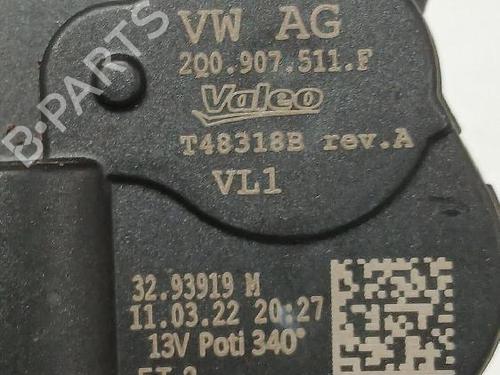 VW AG
2Q0.907.511.F
Valeo
T48318B rev.A
VL1
32.93919 M
11.03.22 20:27
13V Poti 340°
B-PARTS